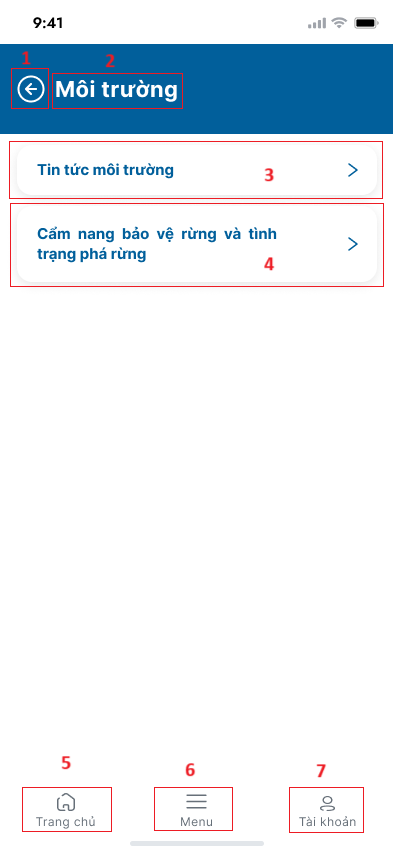 9:41
1
2
Môi trường
Tin tức môi trường
3
Cẩm nang bảo vệ rừng và tình
trạng phá rừng
4
5
6
7
Trang chủ
Menu
Tài khoản